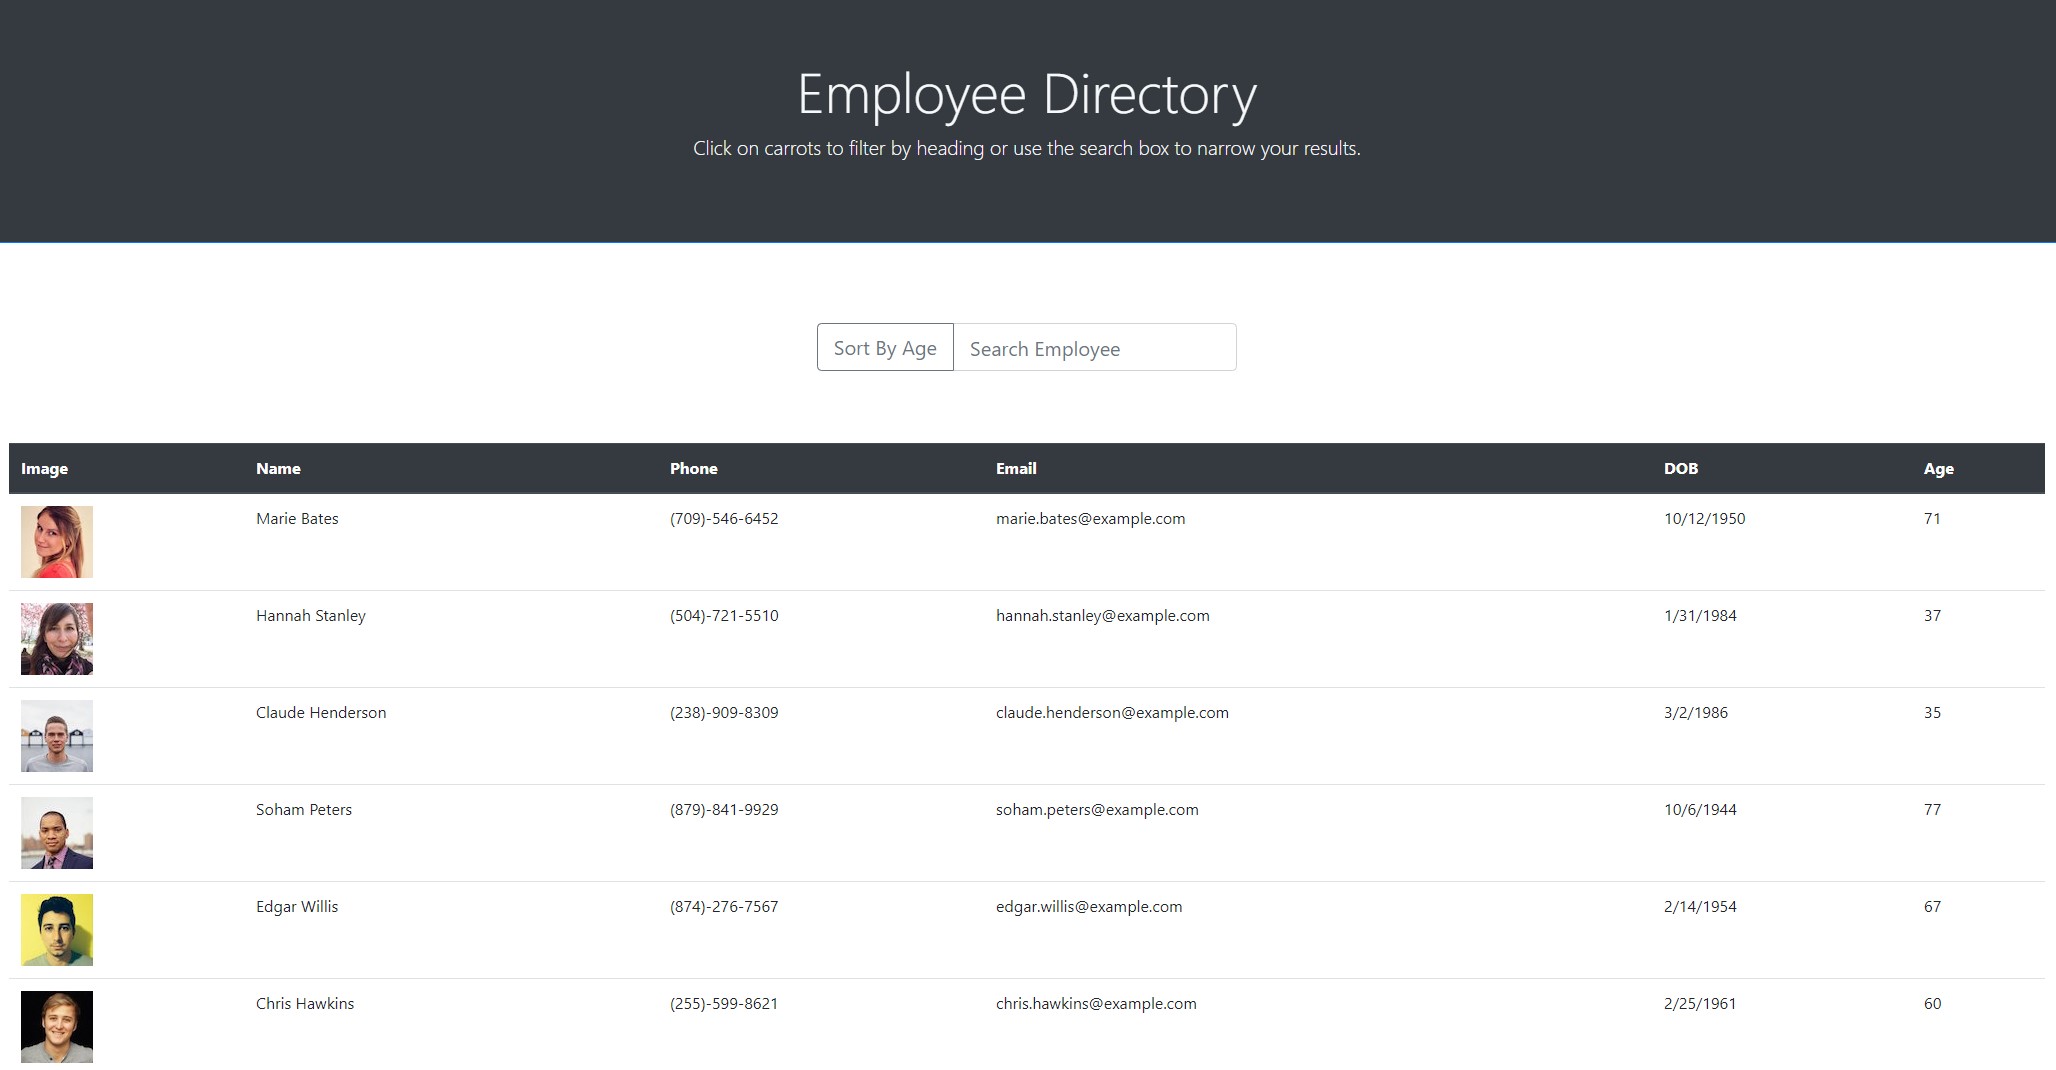 Employee Directory
Click on carrots to filter by heading or use the search box to narrow your results.
Sort By Age Search Employee
Image Name Phone Email DOB Age
Marie Bates (709)-546-6452 marie.bates@example.com 10/12/1950 71
Hannah Stanley (504)-721-5510 hannah.stanley@example.com 1/31/1984 37
Claude Henderson (238)-909-8309 claude.henderson@example.com 3/2/1986 35
Soham Peters (879)-841-9929 soham.peters@example.com 10/6/1944 77
Edgar Willis (874)-276-7567 edgar.willis@example.com 2/14/1954 67
Chris Hawkins (255)-599-8621 chris.hawkins@example.com 2/25/1961 60